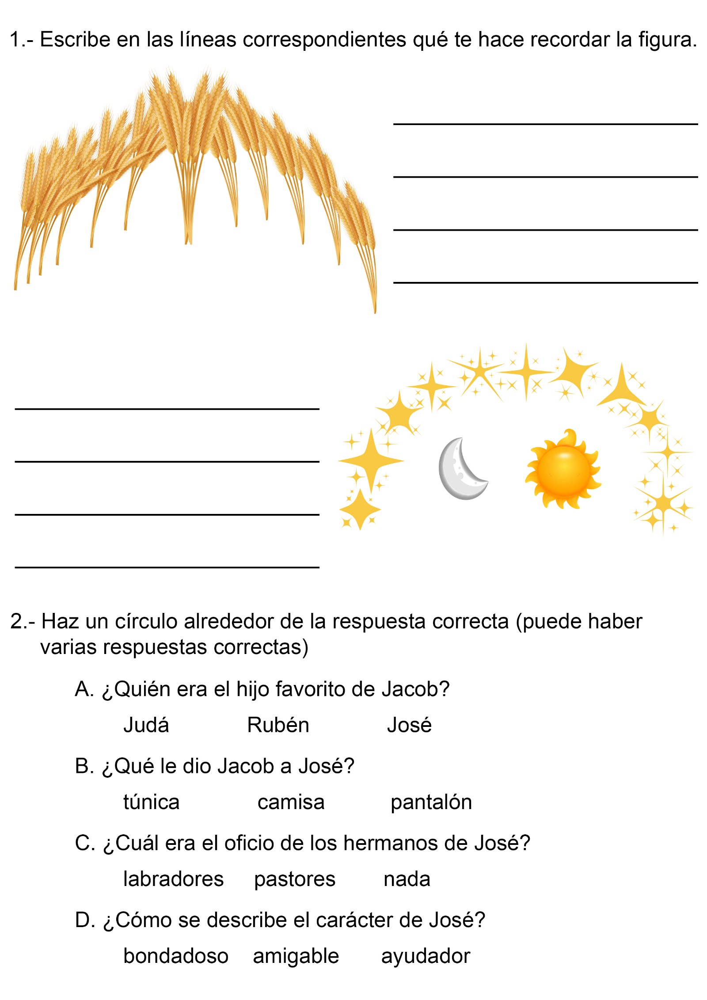 1.- Escribe en las líneas correspondientes qué te hace recordar la figura.
2.- Haz un círculo alrededor de la respuesta correcta (puede haber
varias respuestas correctas)
A. ¿Quién era el hijo favorito de Jacob?
Judá Rubén José
B. ¿Qué le dio Jacob a José?
túnica camisa pantalón
C. ¿Cuál era el oficio de los hermanos de José?
labradores pastores nada
D. ¿Cómo se describe el carácter de José?
bondadoso amigable ayudador